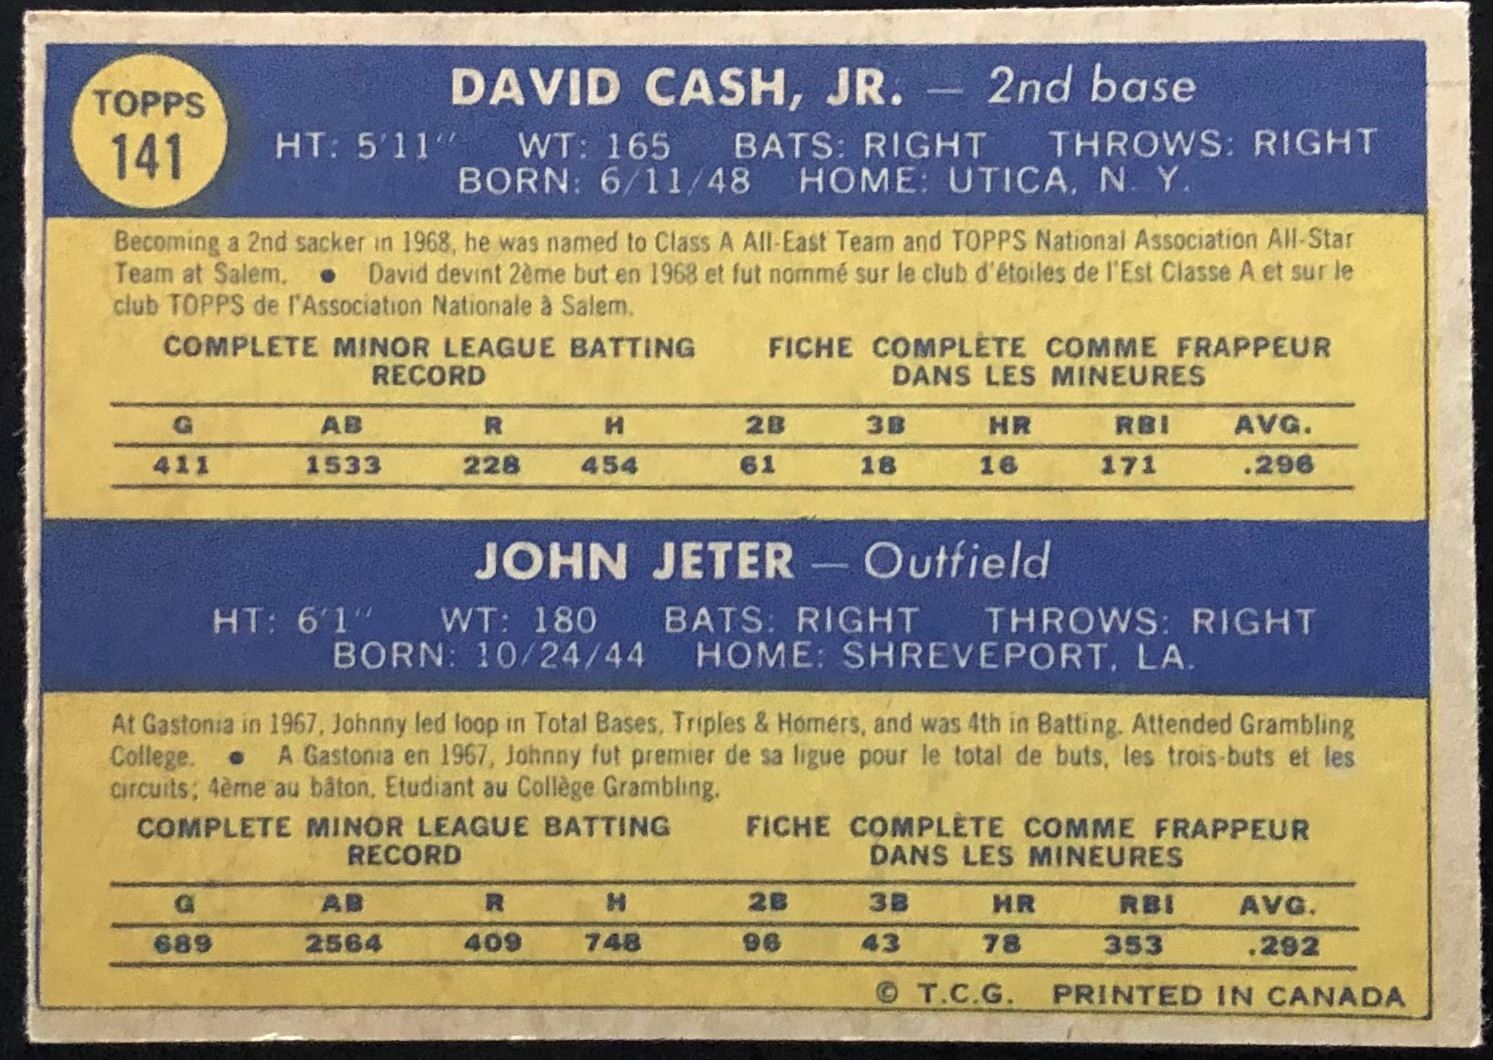 TOPPS
141
DAVID CASH, JR. — 2nd base
HT: 5'11" WT: 165 BATS: RIGHT THROWS: RIGHT
BORN: 6/11/48 HOME: UTICA, N. Y.
Becoming a 2nd sacker in 1968, he was named to Class A All-East Team and TOPPS National Association All-Star
Team at Salem. ● David devint 2ème but en 1968 et fut nommé sur le club d'étoiles de l'Est Classe A et sur le
club TOPPS de l'Association Nationale à Salem.
COMPLETE MINOR LEAGUE BATTING FICHE COMPLÈTE COMME FRAPPEUR
RECORD DANS LES MINEURES
G AB R H 2B 3B HR RBI AVG.
411 1533 228 454 61 18 16 171 .296
JOHN JETER — Outfield
HT: 6'1" WT: 180 BATS: RIGHT THROWS: RIGHT
BORN: 10/24/44 HOME: SHREVEPORT, LA.
At Gastonia in 1967, Johnny led loop in Total Bases, Triples & Homers, and was 4th in Batting. Attended Grambling
College. ● A Gastonia en 1967, Johnny fut premier de sa ligue pour le total de buts, les trois-buts et les
circuits; 4ème au bâton. Etudiant au Collège Grambling.
COMPLETE MINOR LEAGUE BATTING FICHE COMPLÈTE COMME FRAPPEUR
RECORD DANS LES MINEURES
G AB R H 2B 3B HR RBI AVG.
689 2564 409 748 96 43 78 353 .292
© T.C.G. PRINTED IN CANADA